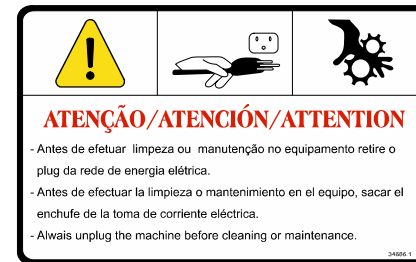 ATENÇÃO/ATENCIÓN/ATTENTION
- Antes de efetuar limpeza ou manutenção no equipamento retire o
plug da rede de energia elétrica.
- Antes de efectuar la limpieza o mantenimiento en el equipo, sacar el
enchufe de la toma de corriente eléctrica.
- Alwais unplug the machine before cleaning or maintenance.
34686.1